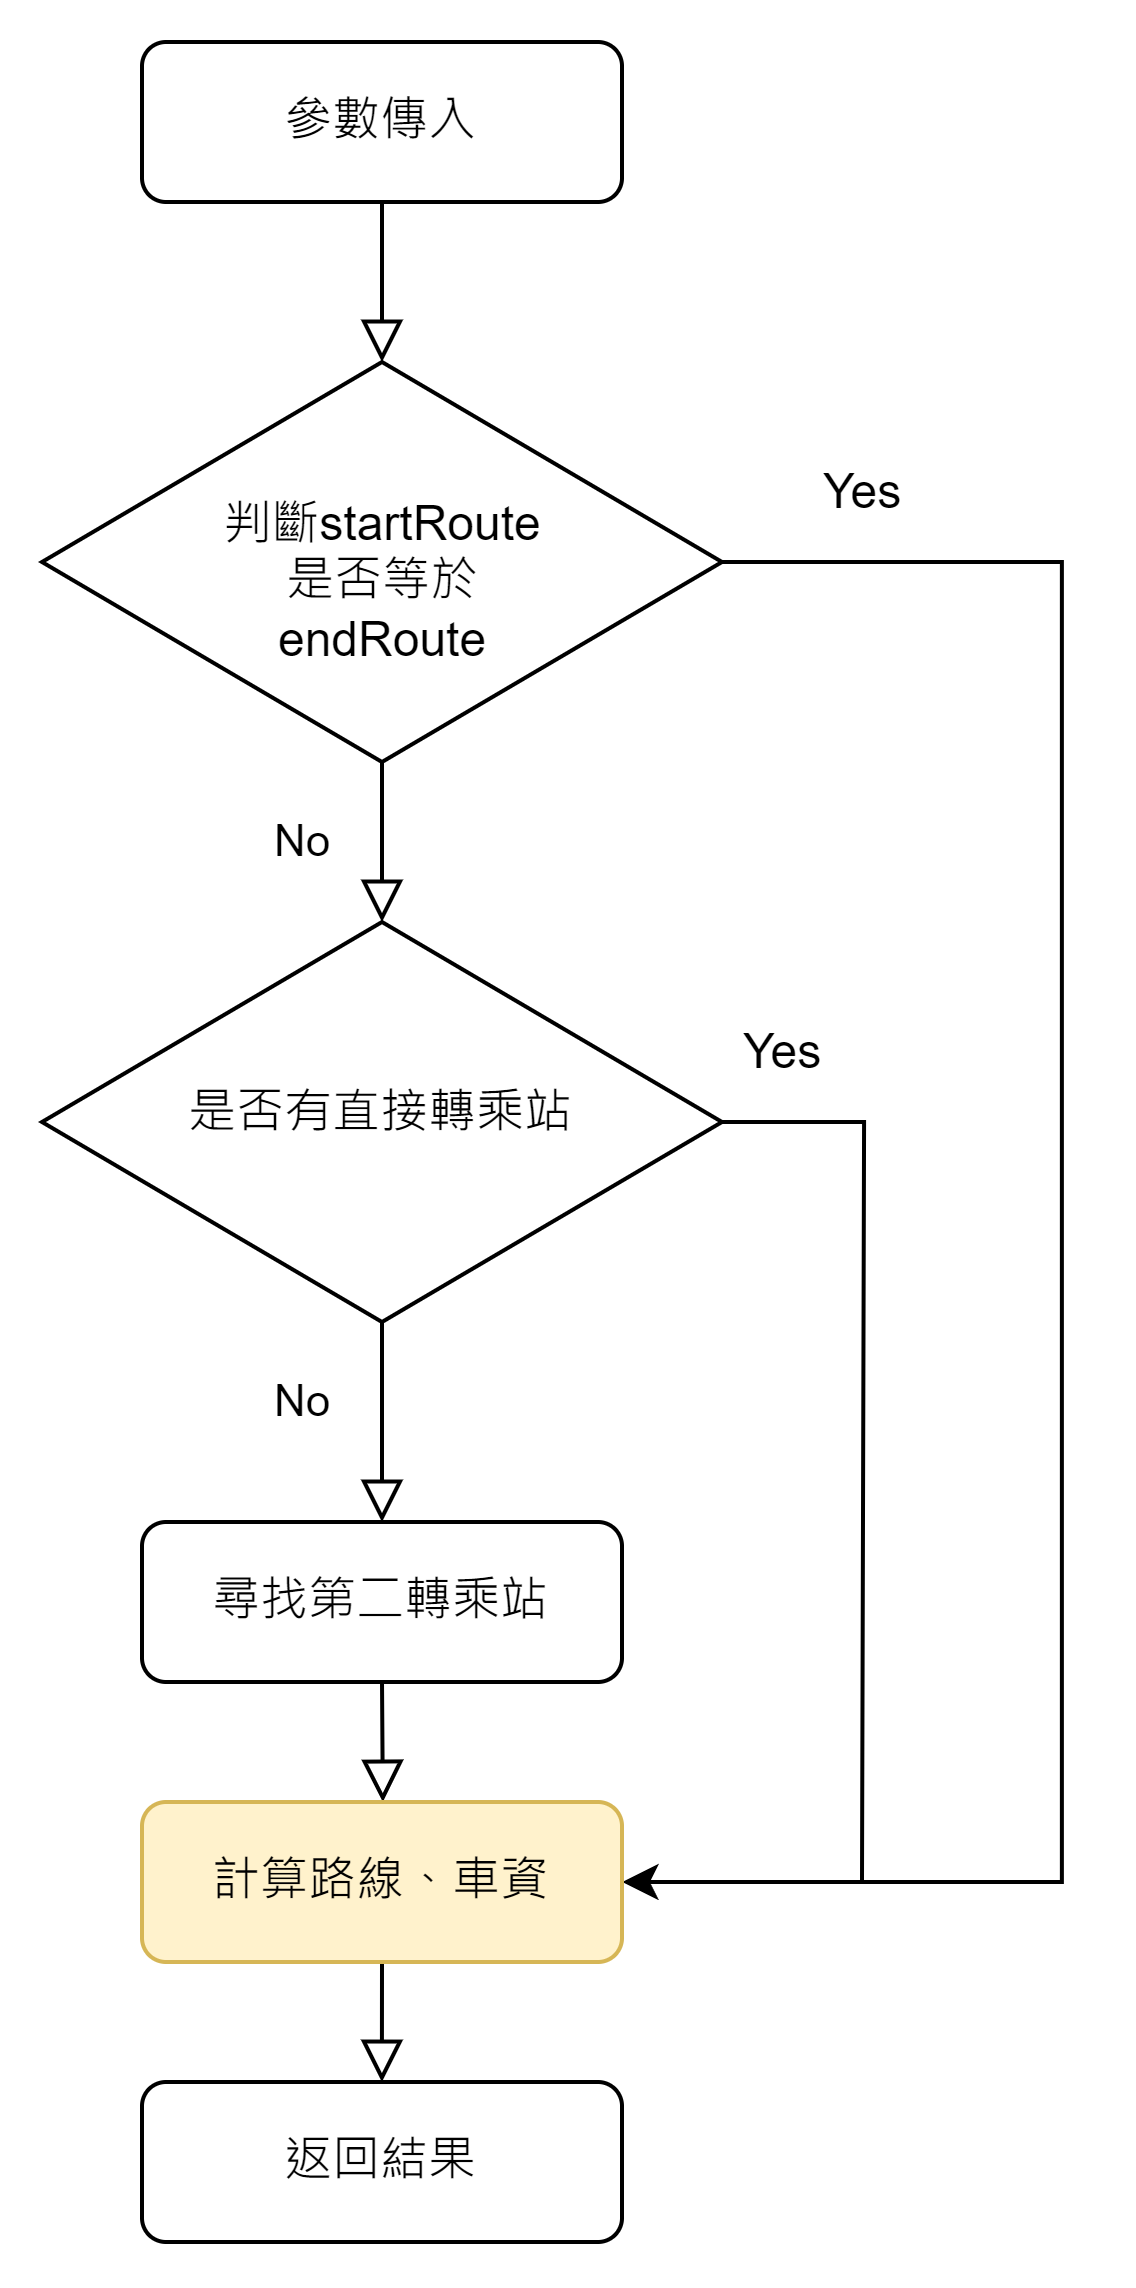 參數傳入
判斷startRoute
是否等於
endRoute
Yes
No
是否有直接轉乘站
Yes
No
尋找第二轉乘站
計算路線、車資
返回結果